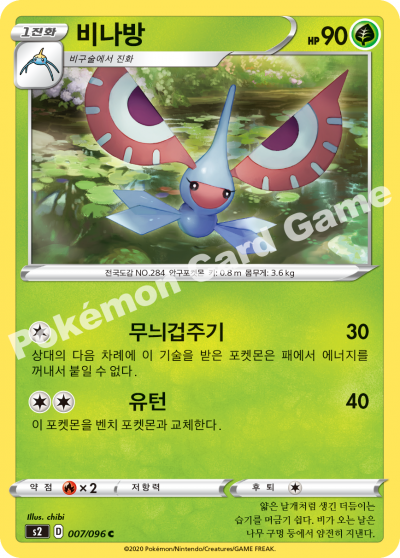 1진화 비나방 HP 90
비구술에서 진화
Pokémon Card Game
전국도감 NO.284 안구포켓몬 키: 0.8 m 몸무게: 3.6 kg
무늬겁주기 30
상대의 다음 차례에 이 기술을 받은 포켓몬은 패에서 에너지를
꺼내서 붙일 수 없다.
유턴 40
이 포켓몬을 벤치 포켓몬과 교체한다.
약점 ×2 저항력 후퇴
Illus. chibi
s2 D 007/096 C
얇은 날개처럼 생긴 더듬이는
습기를 머금기 쉽다. 비가 오는 날은
나무 구멍 등에서 얌전히 지낸다.
©2020 Pokémon/Nintendo/Creatures/GAME FREAK.